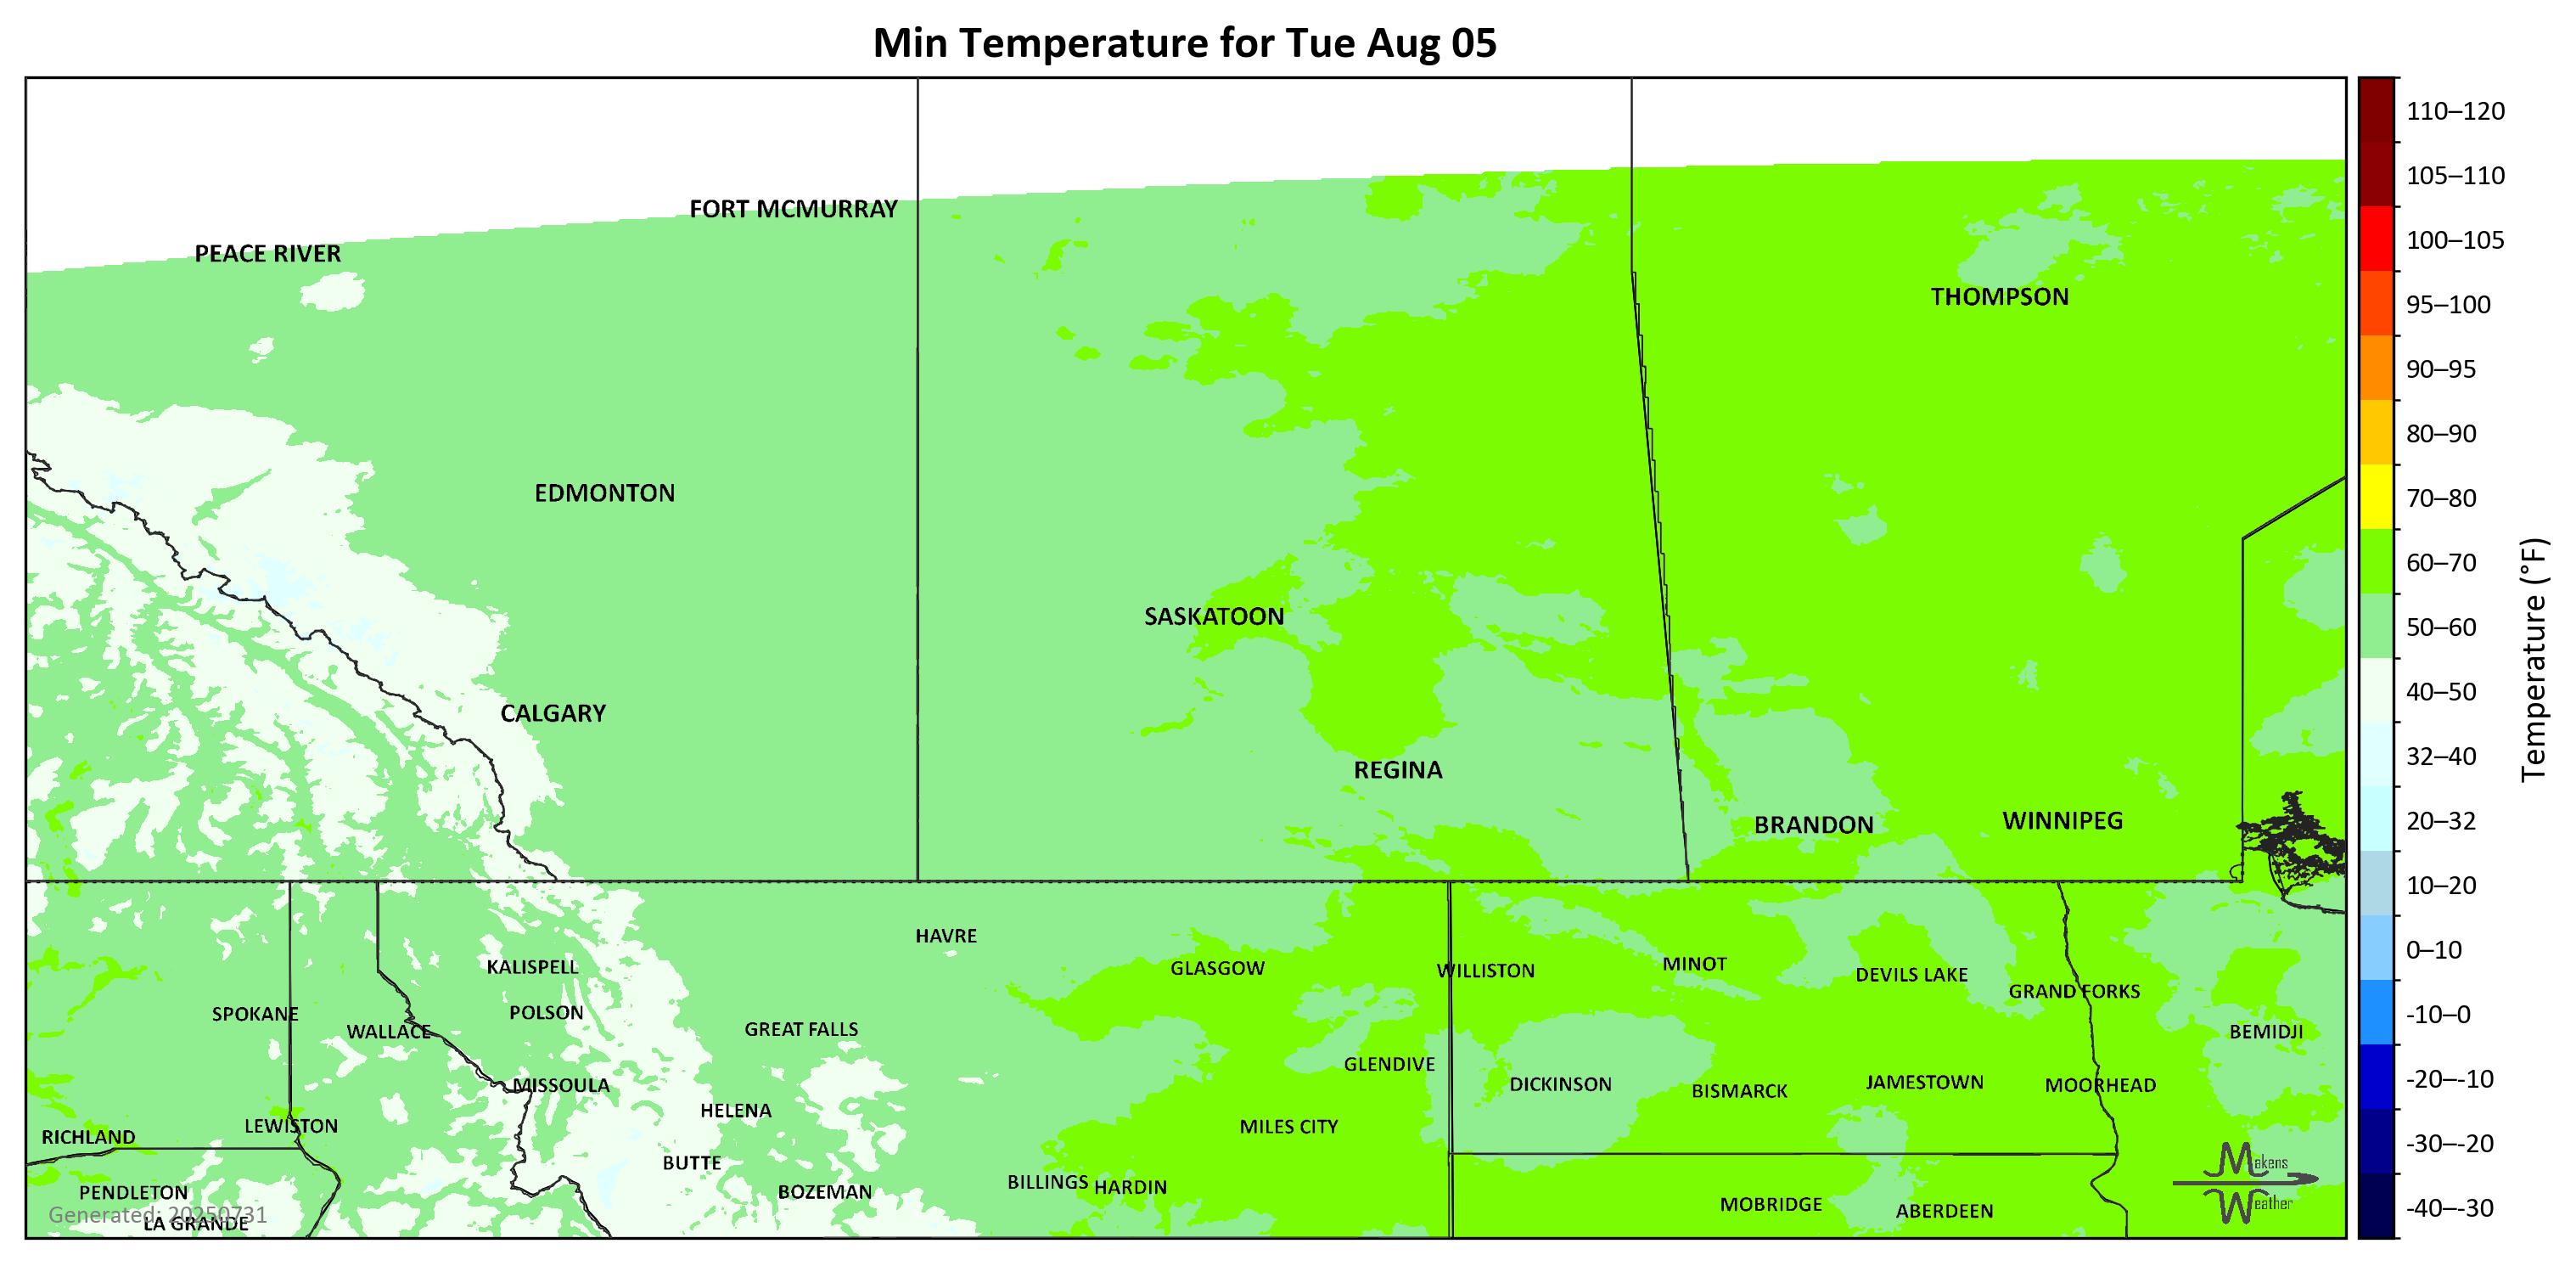 Min Temperature for Tue Aug 05
110–120
105–110
100–105
95–100
90–95
80–90
70–80
60–70
50–60
40–50
32–40
20–32
10–20
0–10
-10–0
-20–-10
-30–-20
-40–-30
Temperature (°F)
FORT MCMURRAY
PEACE RIVER
THOMPSON
EDMONTON
SASKATOON
CALGARY
REGINA
BRANDON
WINNIPEG
HAVRE
KALISPELL
GLASGOW
WILLISTON
MINOT
DEVILS LAKE
GRAND FORKS
SPOKANE
POLSON
WALLACE
GREAT FALLS
BEMIDJI
GLENDIVE
MISSOULA
DICKINSON
BISMARCK
JAMESTOWN
MOORHEAD
HELENA
LEWISTON
MILES CITY
RICHLAND
BUTTE
BOZEMAN
BILLINGS
HARDIN
PENDLETON
MOBRIDGE
ABERDEEN
LA GRANDE
Generated: 20250731
Makens
Weather